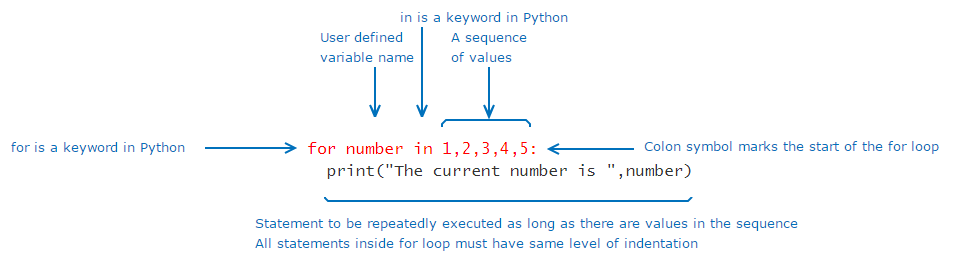 in is a keyword in Python
User defined
variable name
A sequence
of values
for is a keyword in Python
for number in 1,2,3,4,5:
Colon symbol marks the start of the for loop
print("The current number is ",number)
Statement to be repeatedly executed as long as there are values in the sequence
All statements inside for loop must have same level of indentation